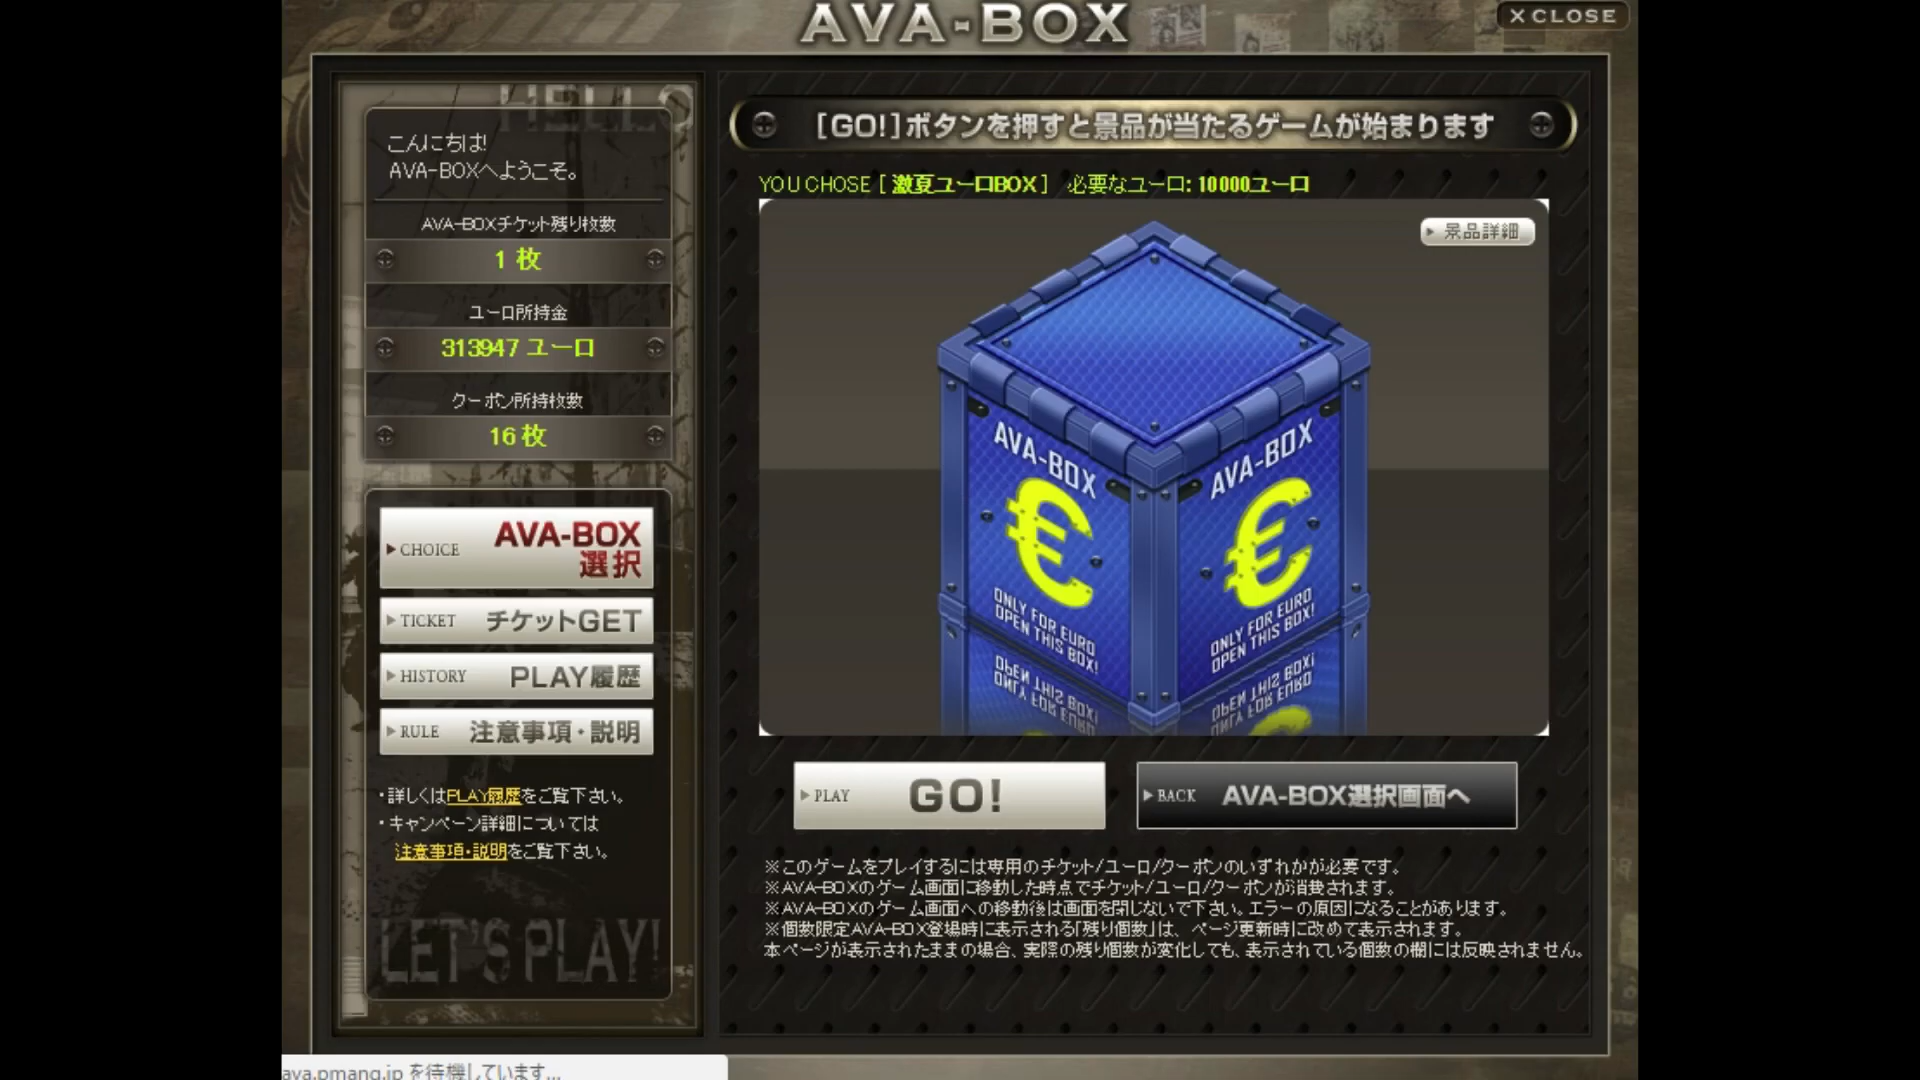 AVA-BOX
X CLOSE
HELLO
こんにちは!
AVA-BOXへようこそ。
AVA-BOXチケット残り枚数
1 枚
ユーロ所持金
313947 ユーロ
クーポン所持枚数
16 枚
CHOICE AVA-BOX
選択
TICKET チケットGET
HISTORY PLAY履歴
RULE 注意事項・説明
・詳しくはPLAY履歴をご覧下さい。
・キャンペーン詳細については
注意事項・説明をご覧下さい。
LET'S PLAY!
[GO!]ボタンを押すと景品が当たるゲームが始まります
YOU CHOSE [ 激夏ユーロBOX ] 必要なユーロ: 10000ユーロ
景品詳細
AVA-BOX
€
ONLY FOR EURO
OPEN THIS BOX!
AVA-BOX
€
ONLY FOR EURO
OPEN THIS BOX!
PLAY GO!
BACK AVA-BOX選択画面へ
※このゲームをプレイするには専用のチケット/ユーロ/クーポンのいずれかが必要です。
※AVA-BOXのゲーム画面に移動した時点でチケット/ユーロ/クーポンが消費されます。
※AVA-BOXのゲーム画面への移動後は画面を閉じないで下さい。エラーの原因になることがあります。
※個数限定AVA-BOX登場時に表示される「残り個数」は、ページ更新時に改めて表示されます。
本ページが表示されたままの場合、実際の残り個数が変化しても、表示されている個数の欄には反映されません。
ava.pmang.jp を待機しています...